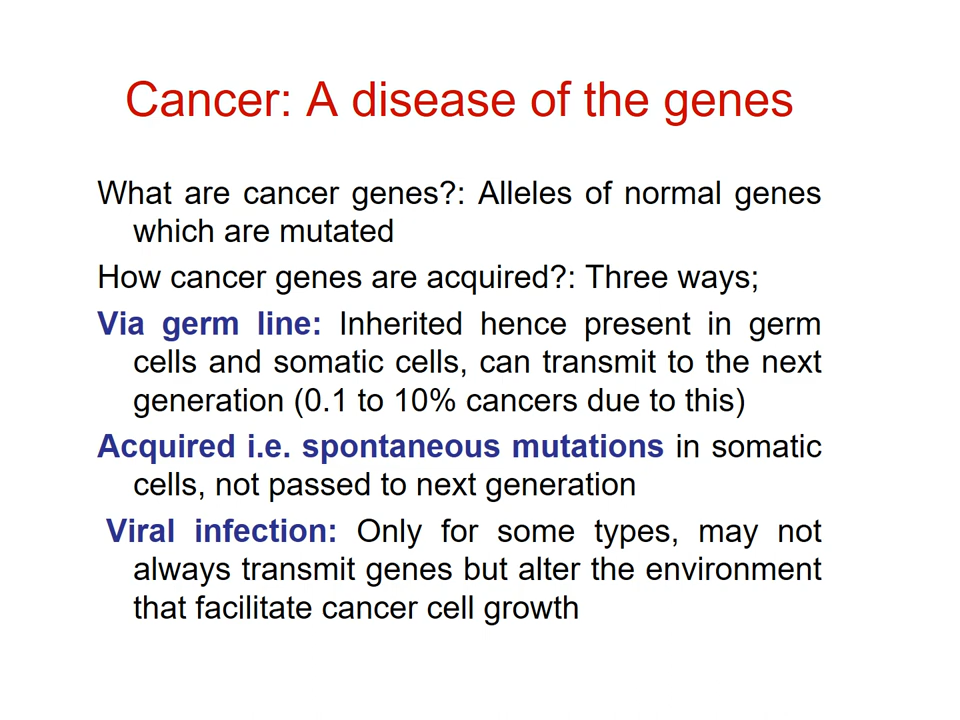 Cancer: A disease of the genes
What are cancer genes?: Alleles of normal genes
which are mutated
How cancer genes are acquired?: Three ways;
Via germ line: Inherited hence present in germ
cells and somatic cells, can transmit to the next
generation (0.1 to 10% cancers due to this)
Acquired i.e. spontaneous mutations in somatic
cells, not passed to next generation
Viral infection: Only for some types, may not
always transmit genes but alter the environment
that facilitate cancer cell growth